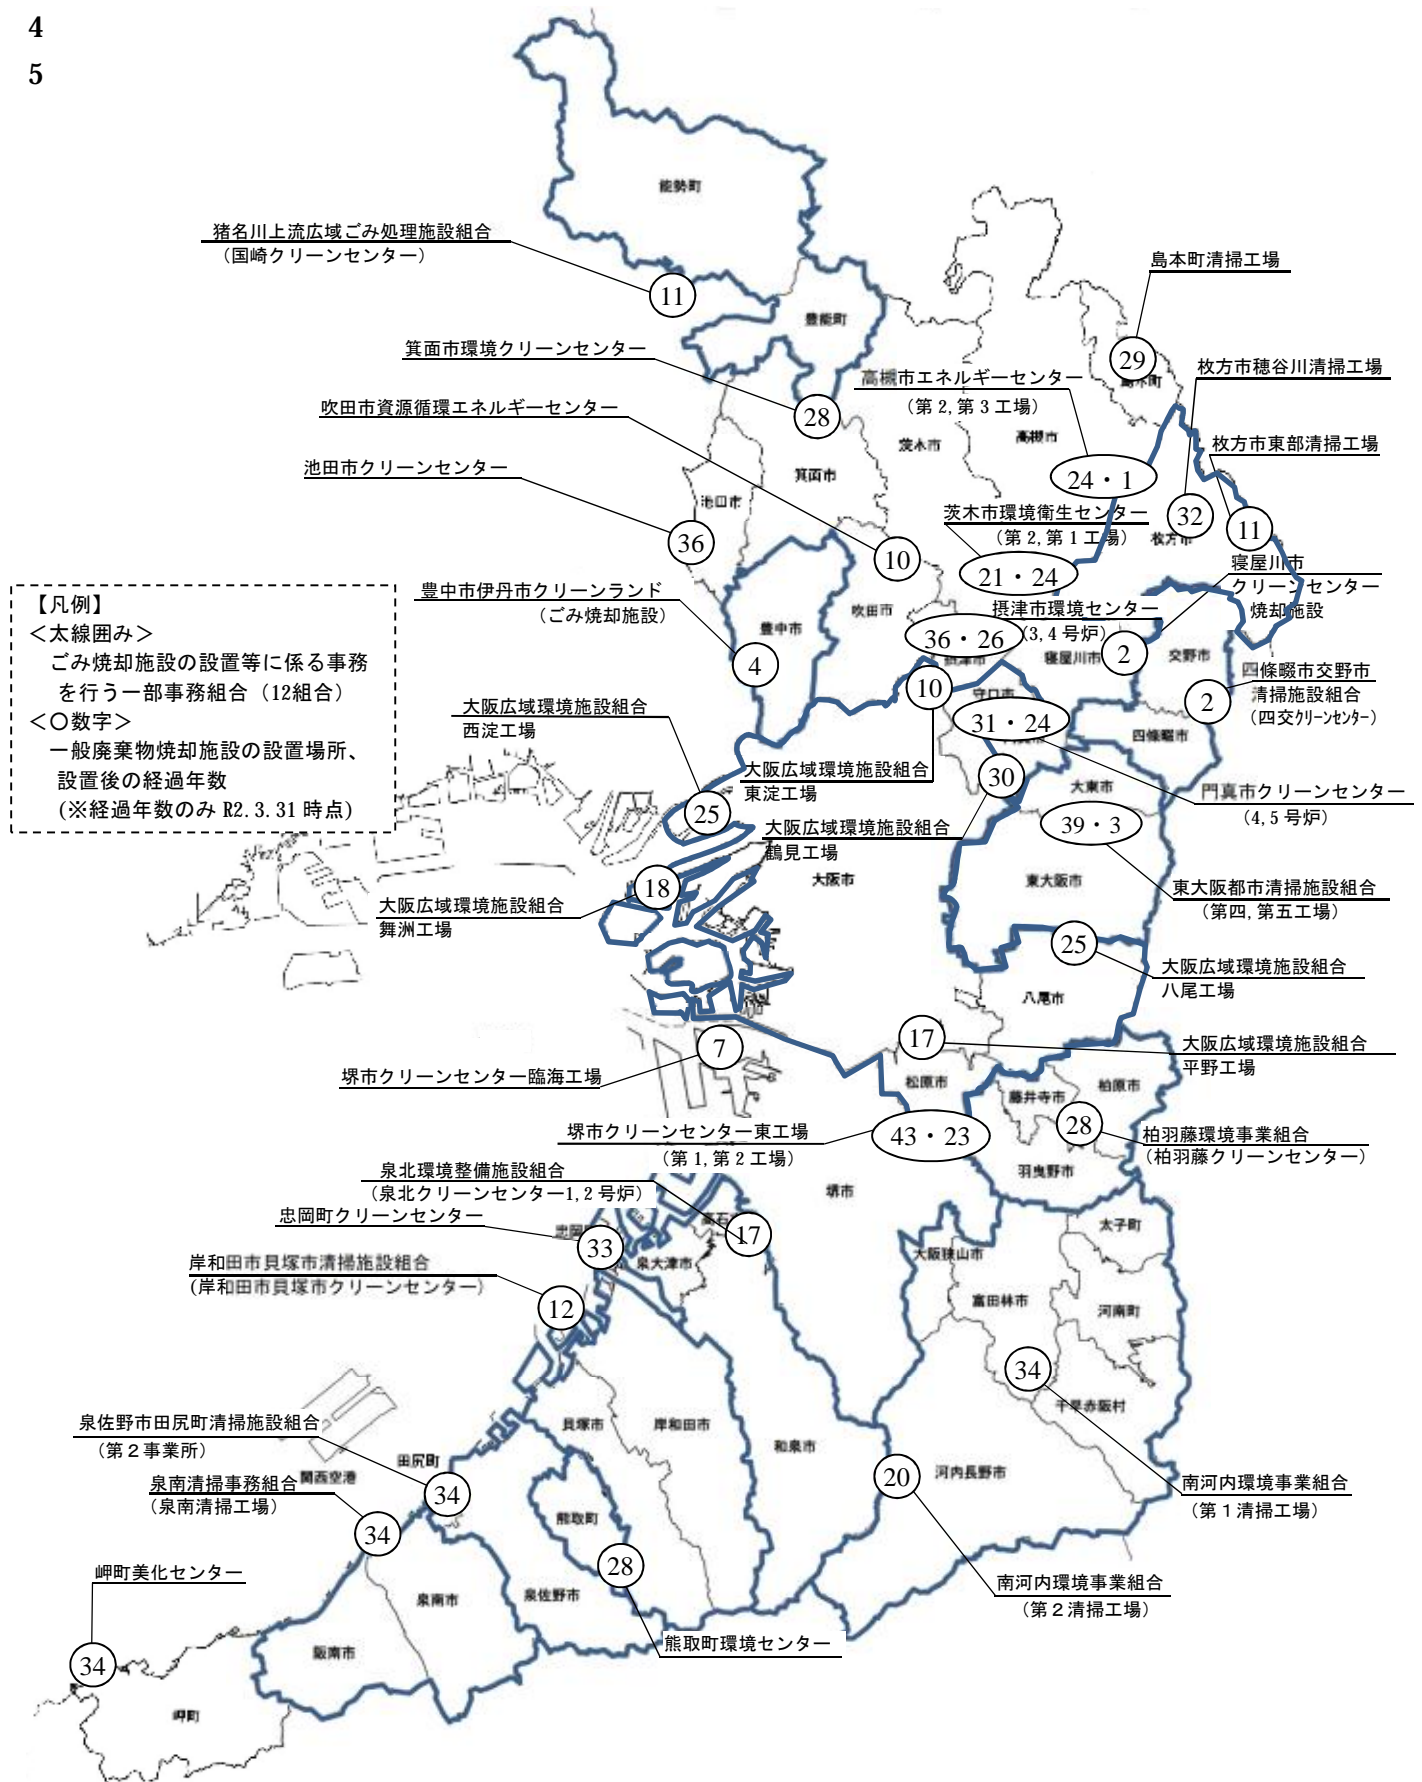 4
5
能勢町
猪名川上流広域ごみ処理施設組合
(国崎クリーンセンター)
11
島本町清掃工場
豊能町
箕面市環境クリーンセンター
29
島本町
枚方市穂谷川清掃工場
高槻市エネルギーセンター
(第2,第3工場)
吹田市資源循環エネルギーセンター
28
茨木市
高槻市
枚方市東部清掃工場
池田市クリーンセンター
箕面市
24・1
池田市
茨木市環境衛生センター
(第2,第1工場)
32
枚方市
11
36
10
21・24
寝屋川市
クリーンセンター
焼却施設
【凡例】
<太線囲み>
ごみ焼却施設の設置等に係る事務
を行う一部事務組合(12組合)
<〇数字>
一般廃棄物焼却施設の設置場所、
設置後の経過年数
(※経過年数のみ R2.3.31 時点)
豊中市伊丹市クリーンランド
(ごみ焼却施設)
吹田市
摂津市環境センター
(3,4号炉)
豊中市
36・26
摂津市
寝屋川市
2
交野市
4
四條畷市交野市
清掃施設組合
(四交クリーンセンター)
10
守口市
2
大阪広域環境施設組合
西淀工場
31・24
四條畷市
大阪広域環境施設組合
東淀工場
30
大東市
門真市クリーンセンター
(4,5号炉)
25
大阪広域環境施設組合
鶴見工場
39・3
大阪市
東大阪市
18
大阪広域環境施設組合
舞洲工場
東大阪都市清掃施設組合
(第四,第五工場)
25
大阪広域環境施設組合
八尾工場
八尾市
7
17
大阪広域環境施設組合
平野工場
堺市クリーンセンター臨海工場
松原市
藤井寺市
柏原市
堺市クリーンセンター東工場
(第1,第2工場)
43・23
28
柏羽藤環境事業組合
(柏羽藤クリーンセンター)
泉北環境整備施設組合
(泉北クリーンセンター1,2号炉)
羽曳野市
堺市
忠岡町クリーンセンター
忠岡
高石
太子町
33
17
岸和田市貝塚市清掃施設組合
(岸和田市貝塚市クリーンセンター)
泉大津市
大阪狭山市
12
富田林市
河南町
34
千早赤阪村
泉佐野市田尻町清掃施設組合
(第2事業所)
貝塚市
岸和田市
和泉市
田尻町
関西空港
泉南清掃事務組合
(泉南清掃工場)
34
20
河内長野市
南河内環境事業組合
(第1清掃工場)
34
熊取町
岬町美化センター
28
南河内環境事業組合
(第2清掃工場)
泉南市
泉佐野市
熊取町環境センター
34
阪南市
岬町